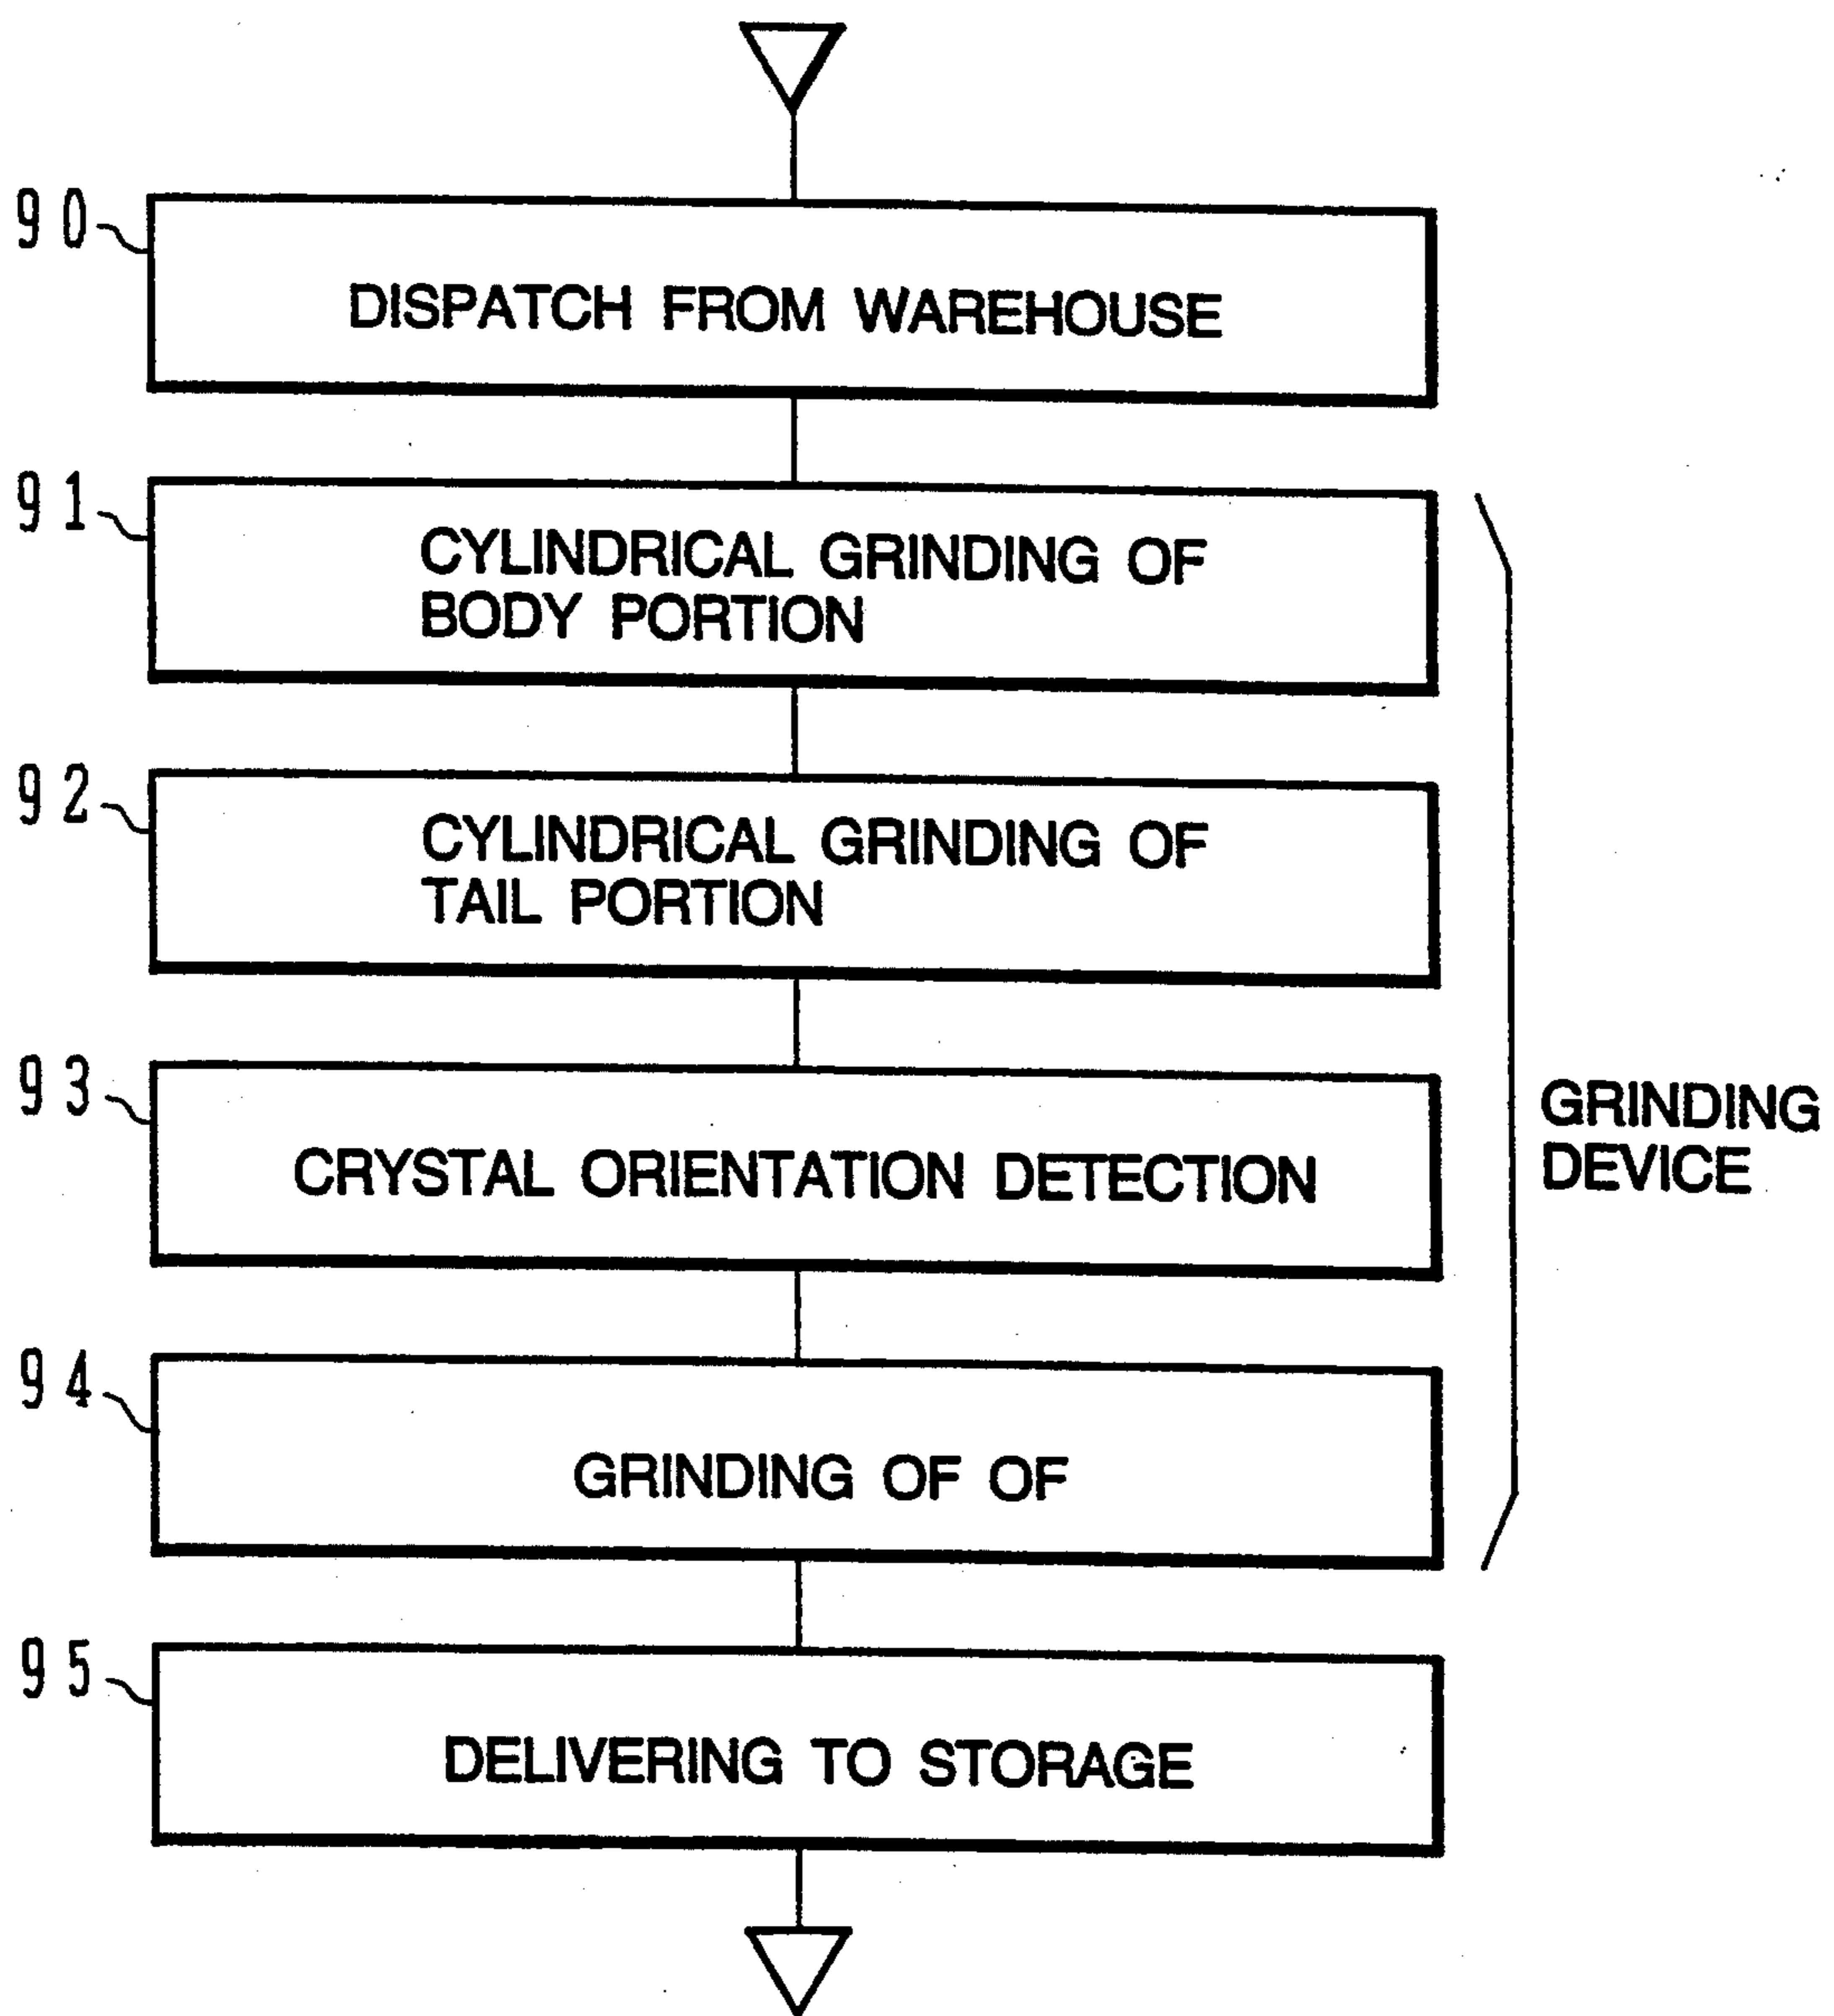 90
DISPATCH FROM WAREHOUSE
91
CYLINDRICAL GRINDING OF
BODY PORTION
92
CYLINDRICAL GRINDING OF
TAIL PORTION
93
CRYSTAL ORIENTATION DETECTION
GRINDING
DEVICE
94
GRINDING OF OF
95
DELIVERING TO STORAGE